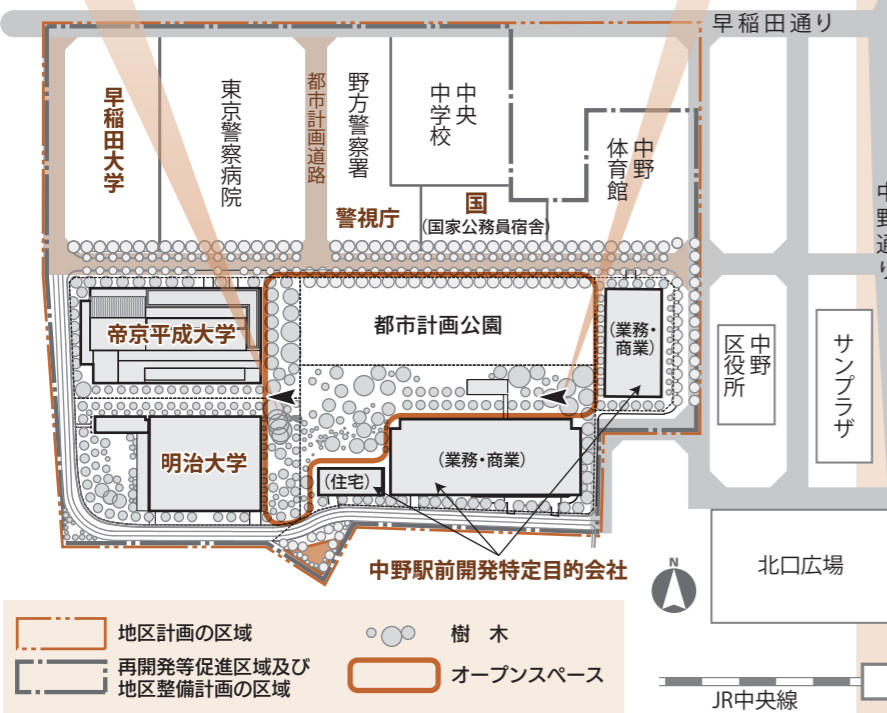 早稲田通り
早稲田大学
東京警察病院
都市計画道路
野方警察署
中央
中学校
中野
体育館
中野通り
警視庁
国
(国家公務員宿舎)
帝京平成大学
都市計画公園
(業務・
商業)
中野
区役所
サンプラザ
明治大学
(住宅)
(業務・商業)
中野駅前開発特定目的会社
N
北口広場
地区計画の区域
樹 木
再開発等促進区域及び
地区整備計画の区域
オープンスペース
JR中央線